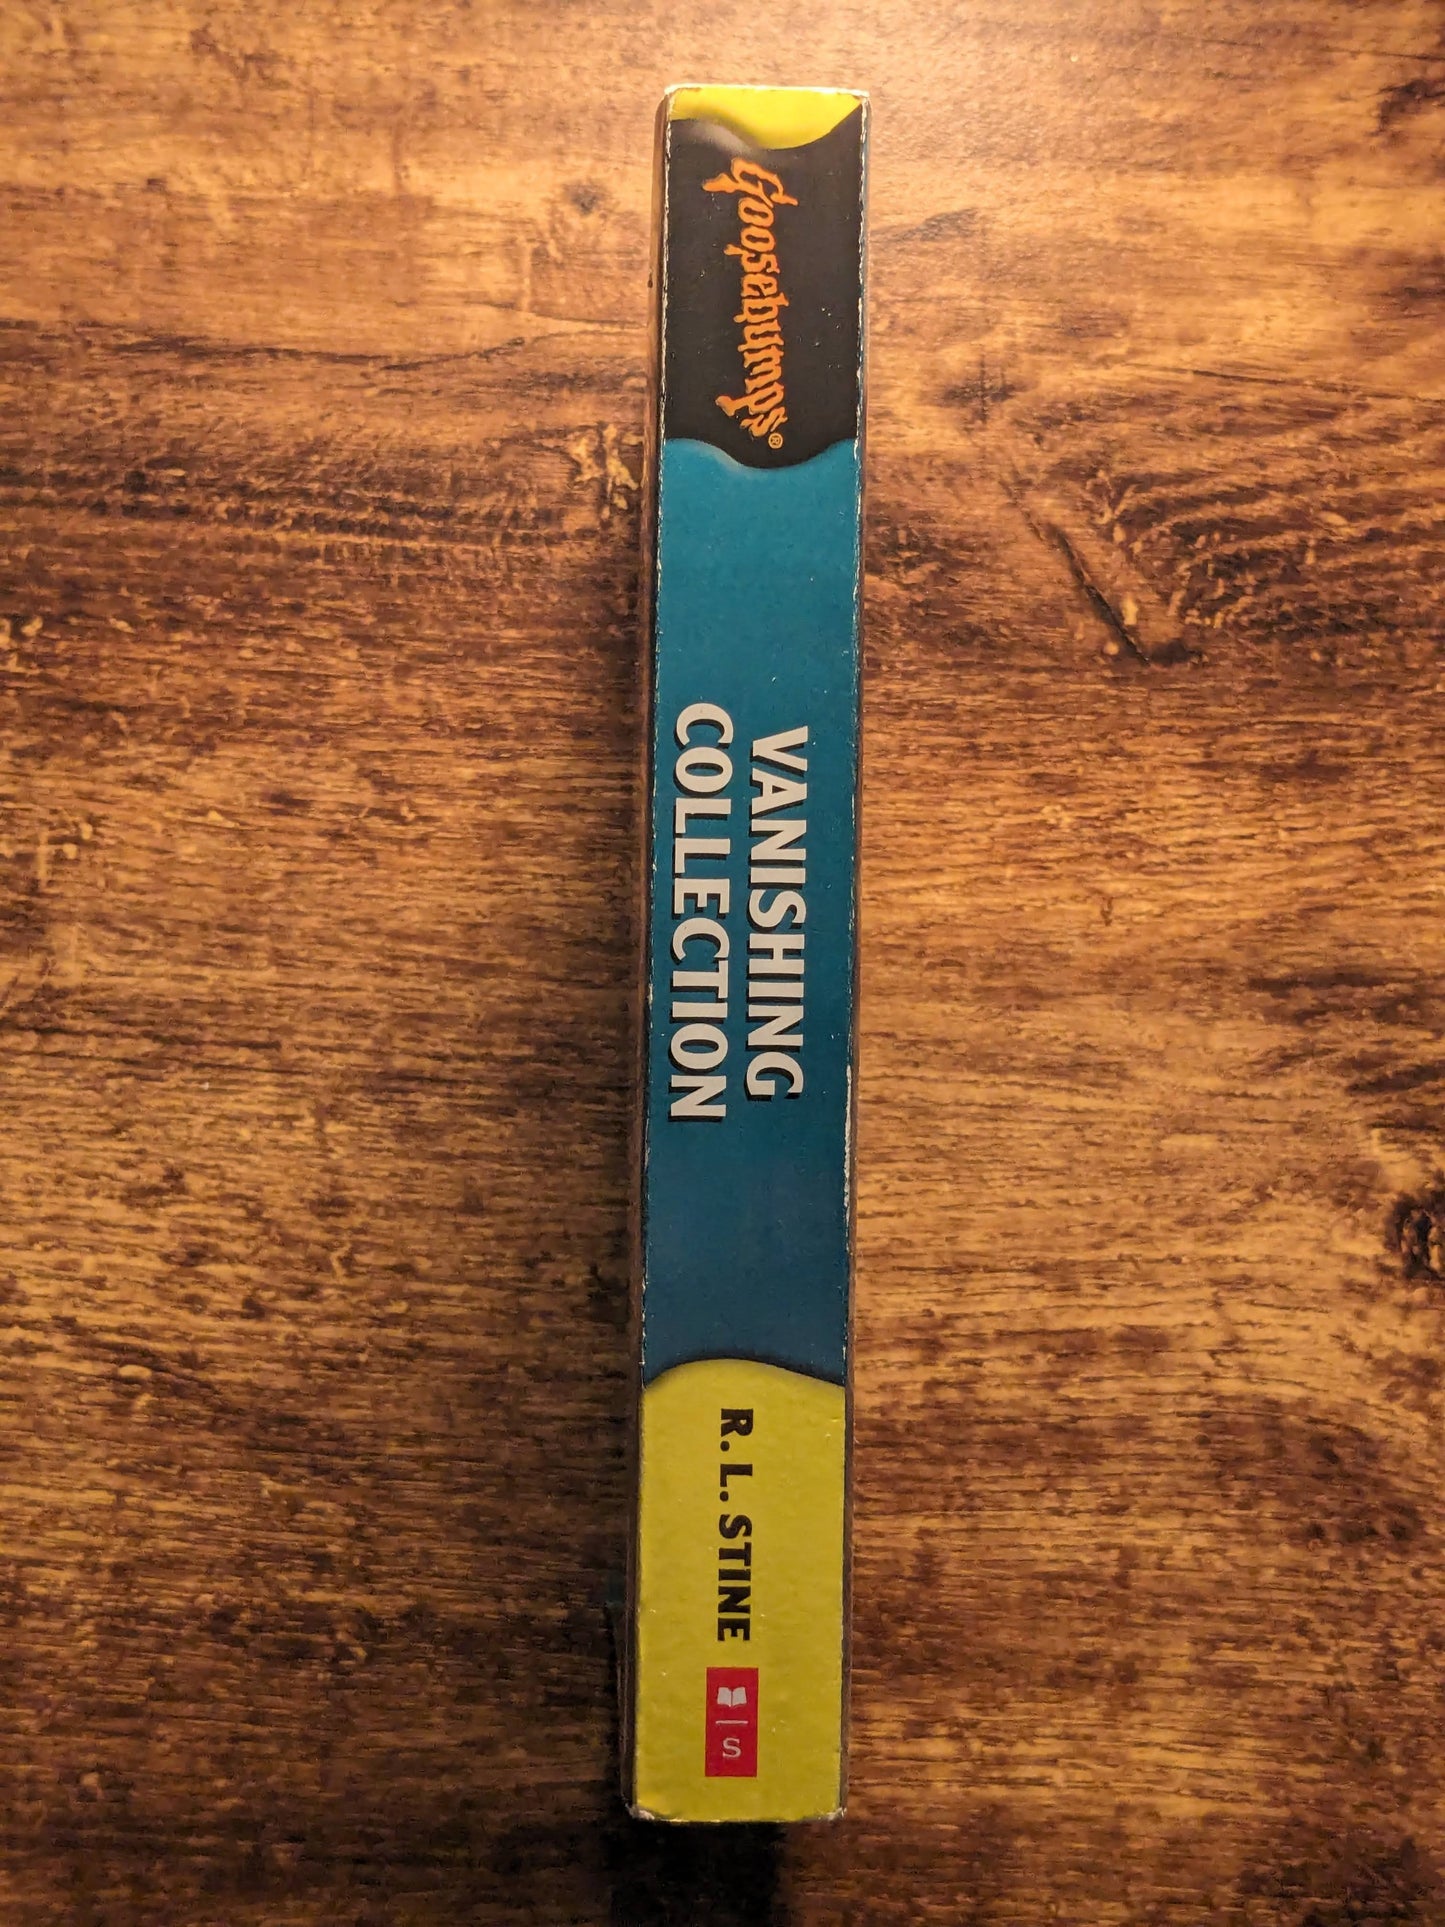 Goosebumps®
VANISHING
COLLECTION
R. L. STINE
S